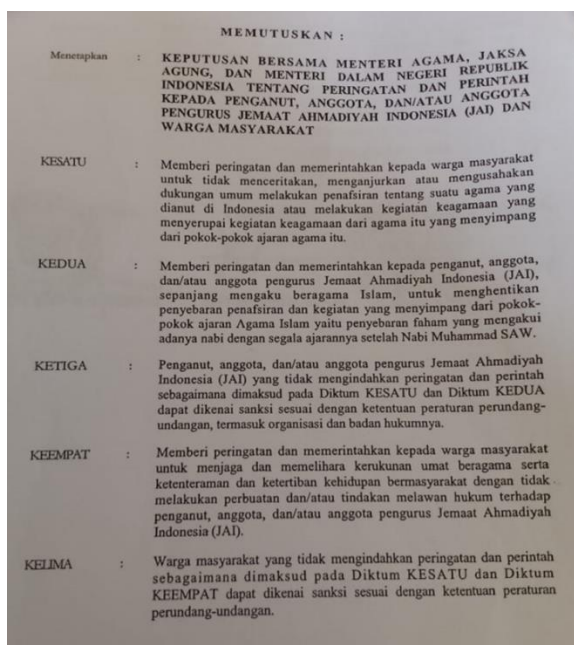 MEMUTUSKAN :
Menetapkan : KEPUTUSAN BERSAMA MENTERI AGAMA, JAKSA
AGUNG, DAN MENTERI DALAM NEGERI REPUBLIK
INDONESIA TENTANG PERINGATAN DAN PERINTAH
KEPADA PENGANUT, ANGGOTA, DAN/ATAU ANGGOTA
PENGURUS JEMAAT AHMADIYAH INDONESIA (JAI) DAN
WARGA MASYARAKAT
KESATU : Memberi peringatan dan memerintahkan kepada warga masyarakat
untuk tidak menceritakan, menganjurkan atau mengusahakan
dukungan umum melakukan penafsiran tentang suatu agama yang
dianut di Indonesia atau melakukan kegiatan keagamaan yang
menyerupai kegiatan keagamaan dari agama itu yang menyimpang
dari pokok-pokok ajaran agama itu.
KEDUA : Memberi peringatan dan memerintahkan kepada penganut, anggota,
dan/atau anggota pengurus Jemaat Ahmadiyah Indonesia (JAI),
sepanjang mengaku beragama Islam, untuk menghentikan
penyebaran penafsiran dan kegiatan yang menyimpang dari pokok-
pokok ajaran Agama Islam yaitu penyebaran faham yang mengakui
adanya nabi dengan segala ajarannya setelah Nabi Muhammad SAW.
KETIGA : Penganut, anggota, dan/atau anggota pengurus Jemaat Ahmadiyah
Indonesia (JAI) yang tidak mengindahkan peringatan dan perintah
sebagaimana dimaksud pada Diktum KESATU dan Diktum KEDUA
dapat dikenai sanksi sesuai dengan ketentuan peraturan perundang-
undangan, termasuk organisasi dan badan hukumnya.
KEEMPAT : Memberi peringatan dan memerintahkan kepada warga masyarakat
untuk menjaga dan memelihara kerukunan umat beragama serta
ketenteraman dan ketertiban kehidupan bermasyarakat dengan tidak
melakukan perbuatan dan/atau tindakan melawan hukum terhadap
penganut, anggota, dan/atau anggota pengurus Jemaat Ahmadiyah
Indonesia (JAI).
KELIMA : Warga masyarakat yang tidak mengindahkan peringatan dan perintah
sebagaimana dimaksud pada Diktum KESATU dan Diktum
KEEMPAT dapat dikenai sanksi sesuai dengan ketentuan peraturan
perundang-undangan.